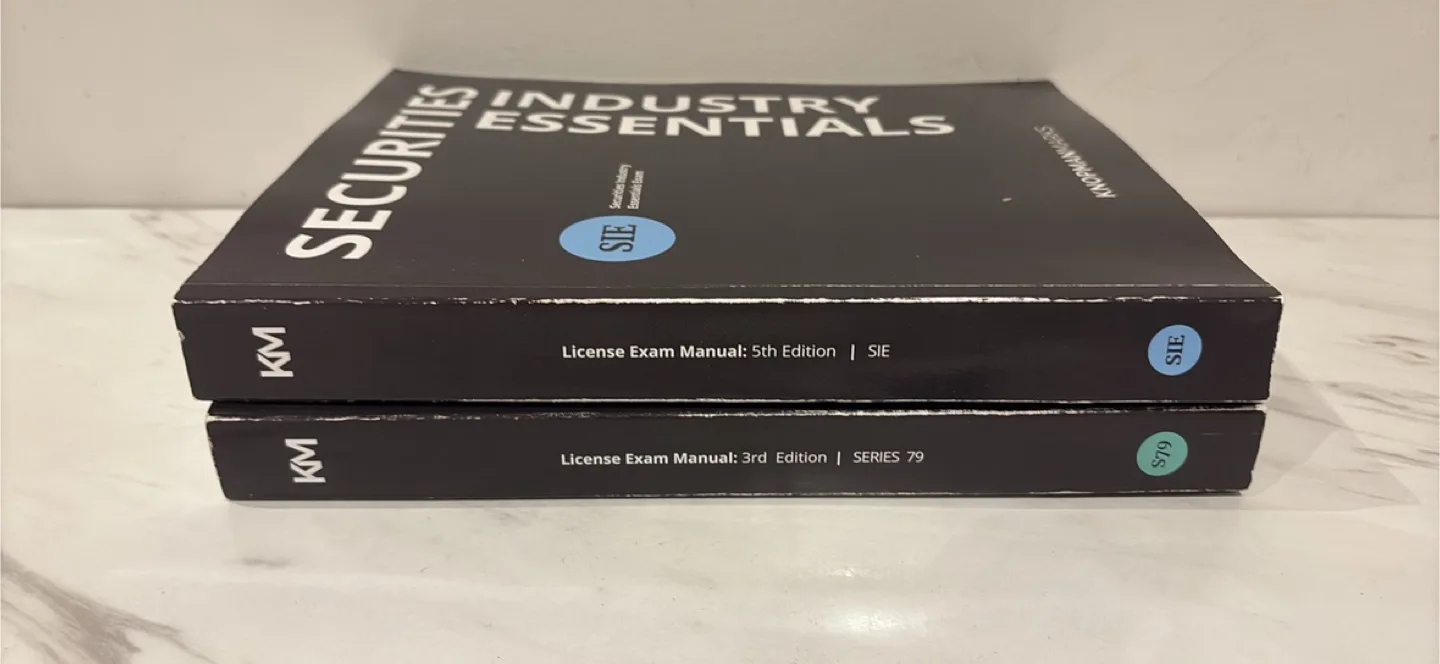 SECURITIES
INDUSTRY
ESSENTIALS
KNOPMANMARKS
Securities Industry
Essentials Exam
SIE
KM
License Exam Manual: 5th Edition | SIE
SIE
KM
License Exam Manual: 3rd Edition | SERIES 79
S79